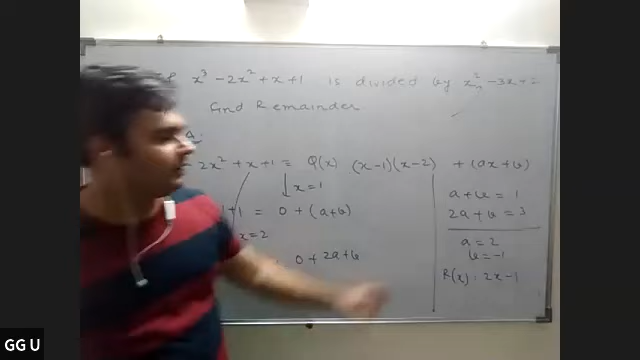 x³ - 2x² + x + 1 is divided by x² - 3x + 2
find Remainder
2x² + x + 1 = Q(x) (x-1)(x-2) + (ax+b)
x=1
+1 = 0 + (a+b)
x=2
0 + 2a+b
a + b = 1
2a + b = 3
a = 2
b = -1
R(x) : 2x - 1
GG U